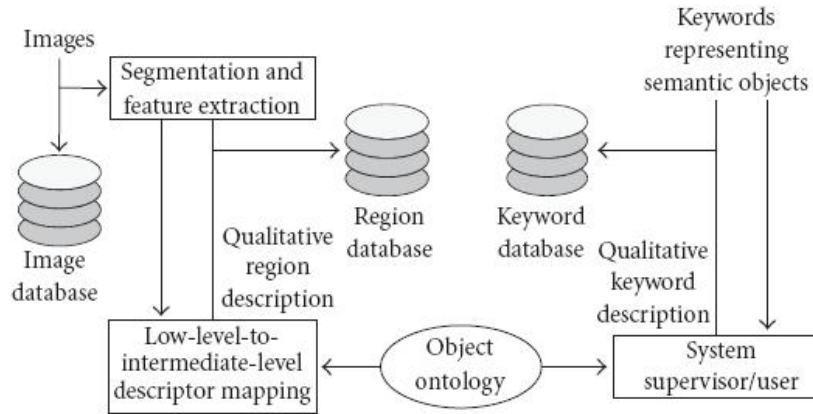 Images
Segmentation and
feature extraction
Keywords
representing
semantic objects
Image
database
Region
database
Keyword
database
Qualitative
region
description
Qualitative
keyword
description
Low-level-to-
intermediate-level
descriptor mapping
Object
ontology
System
supervisor/user